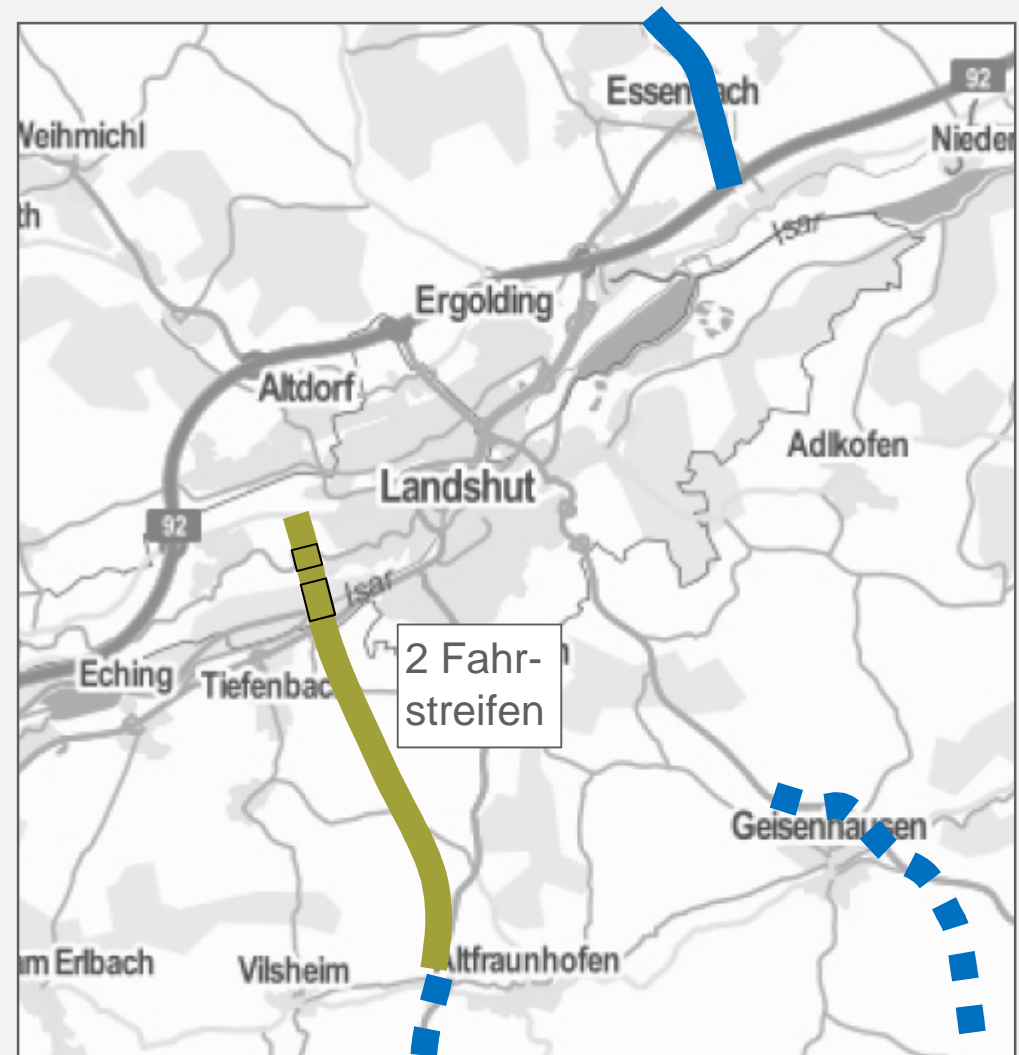 92
Essenbach
Weihmichl
Nieder
th
Isar
Ergolding
Altdorf
Adlkofen
Landshut
92
Isar
2 Fahr-
streifen
n
Eching
Tiefenbac
Geisenhausen
m Erlbach
Vilsheim
Altfraunhofen